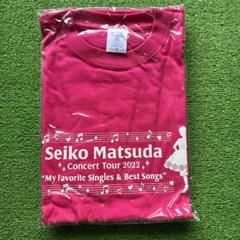 Seiko Matsuda
Concert Tour 2022
"My Favorite Singles & Best Songs"